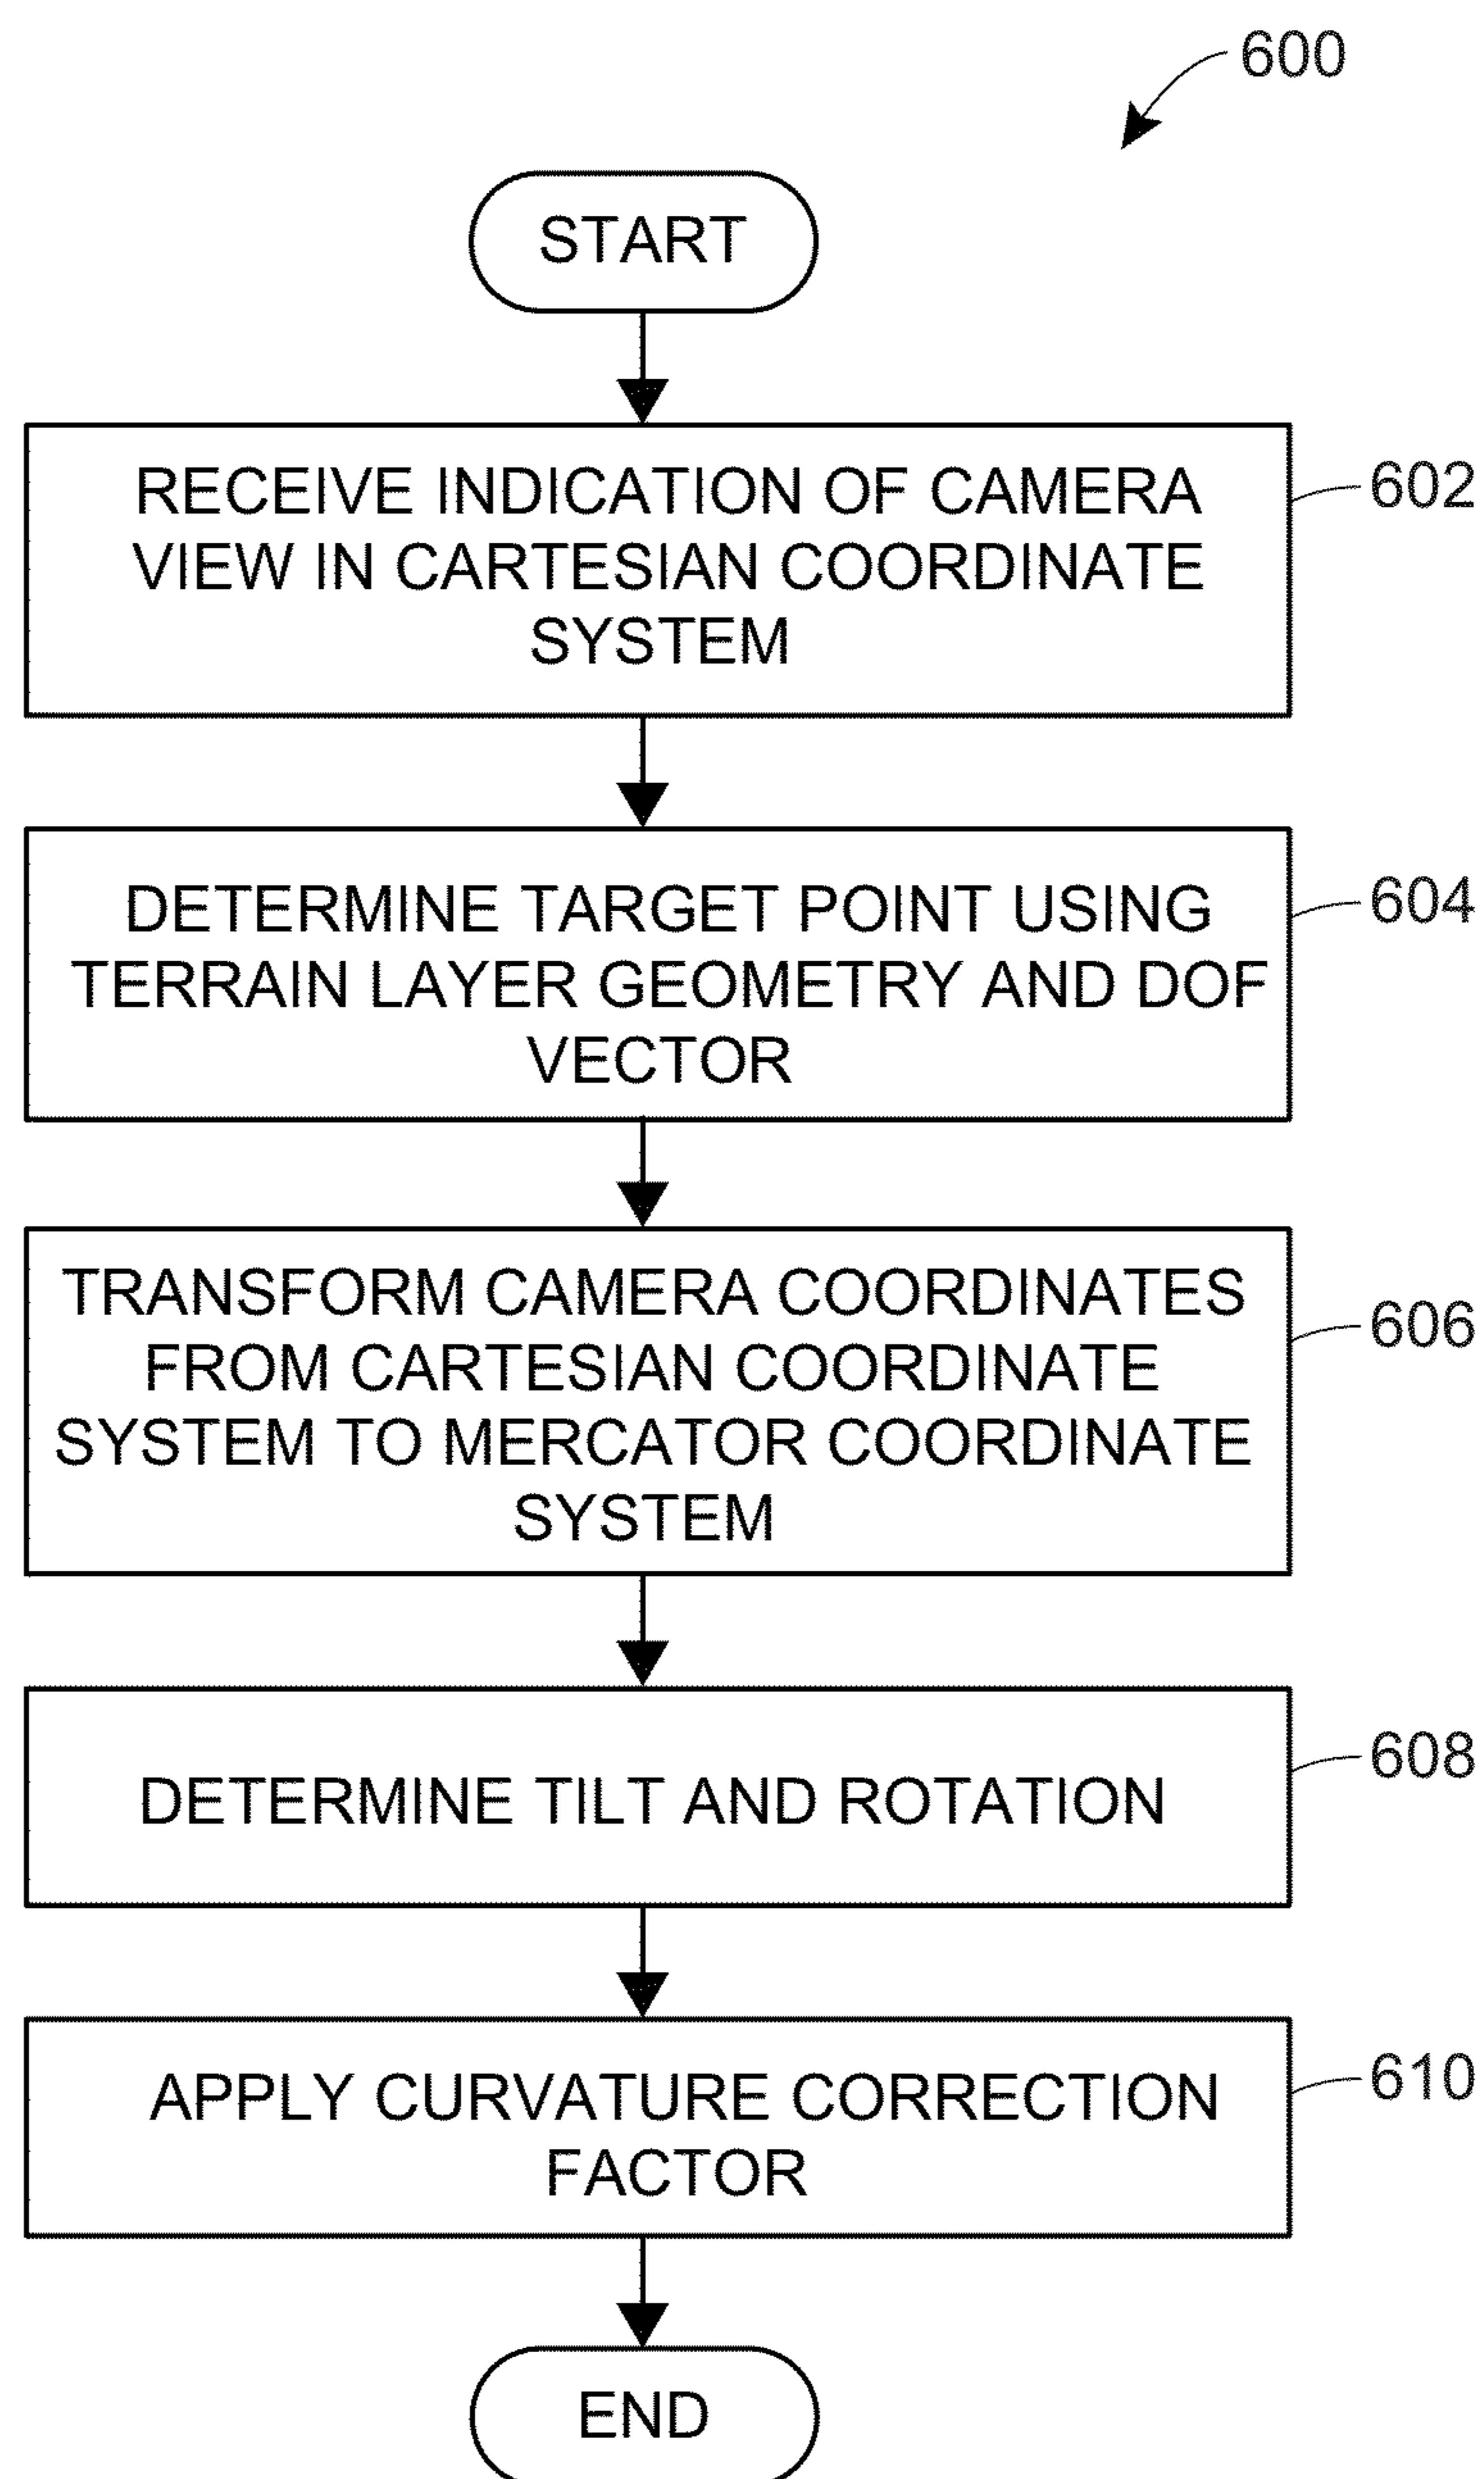 600
START
RECEIVE INDICATION OF CAMERA
VIEW IN CARTESIAN COORDINATE
SYSTEM
602
DETERMINE TARGET POINT USING
TERRAIN LAYER GEOMETRY AND DOF
VECTOR
604
TRANSFORM CAMERA COORDINATES
FROM CARTESIAN COORDINATE
SYSTEM TO MERCATOR COORDINATE
SYSTEM
606
DETERMINE TILT AND ROTATION
608
APPLY CURVATURE CORRECTION
FACTOR
610
END